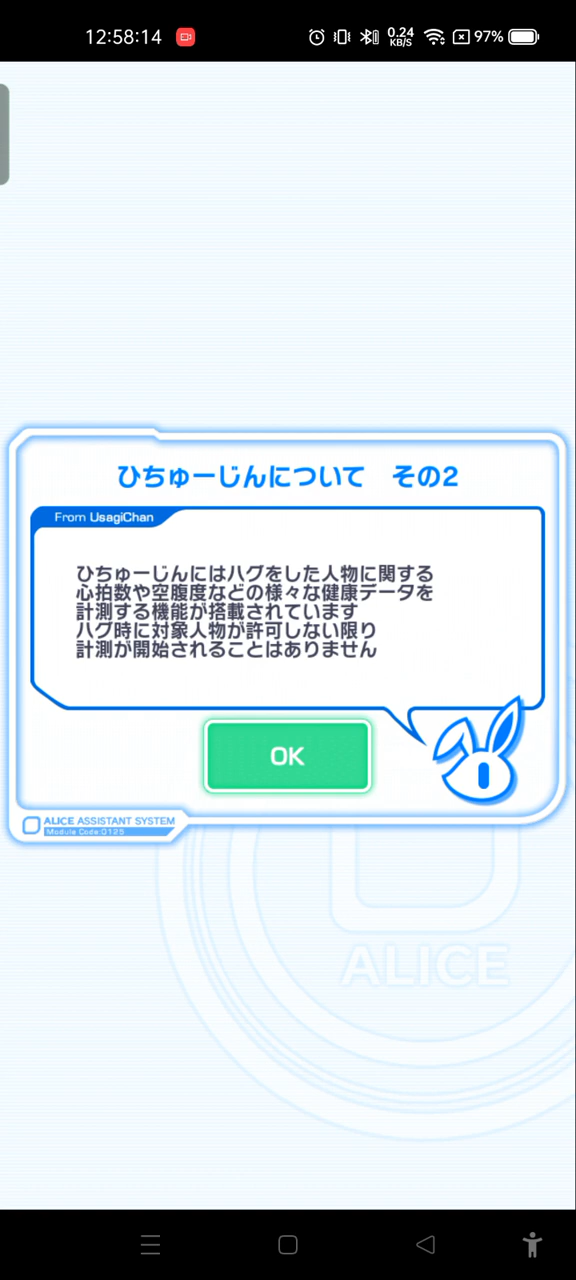 12:58:14
0.24
KB/S
97%
ひちゅーじんについて　その2
From UsagiChan
ひちゅーじんにはハグをした人物に関する
心拍数や空腹度などの様々な健康データを
計測する機能が搭載されています
ハグ時に対象人物が許可しない限り
計測が開始されることはありません
OK
ALICE ASSISTANT SYSTEM
Module Code:0125
ALICE